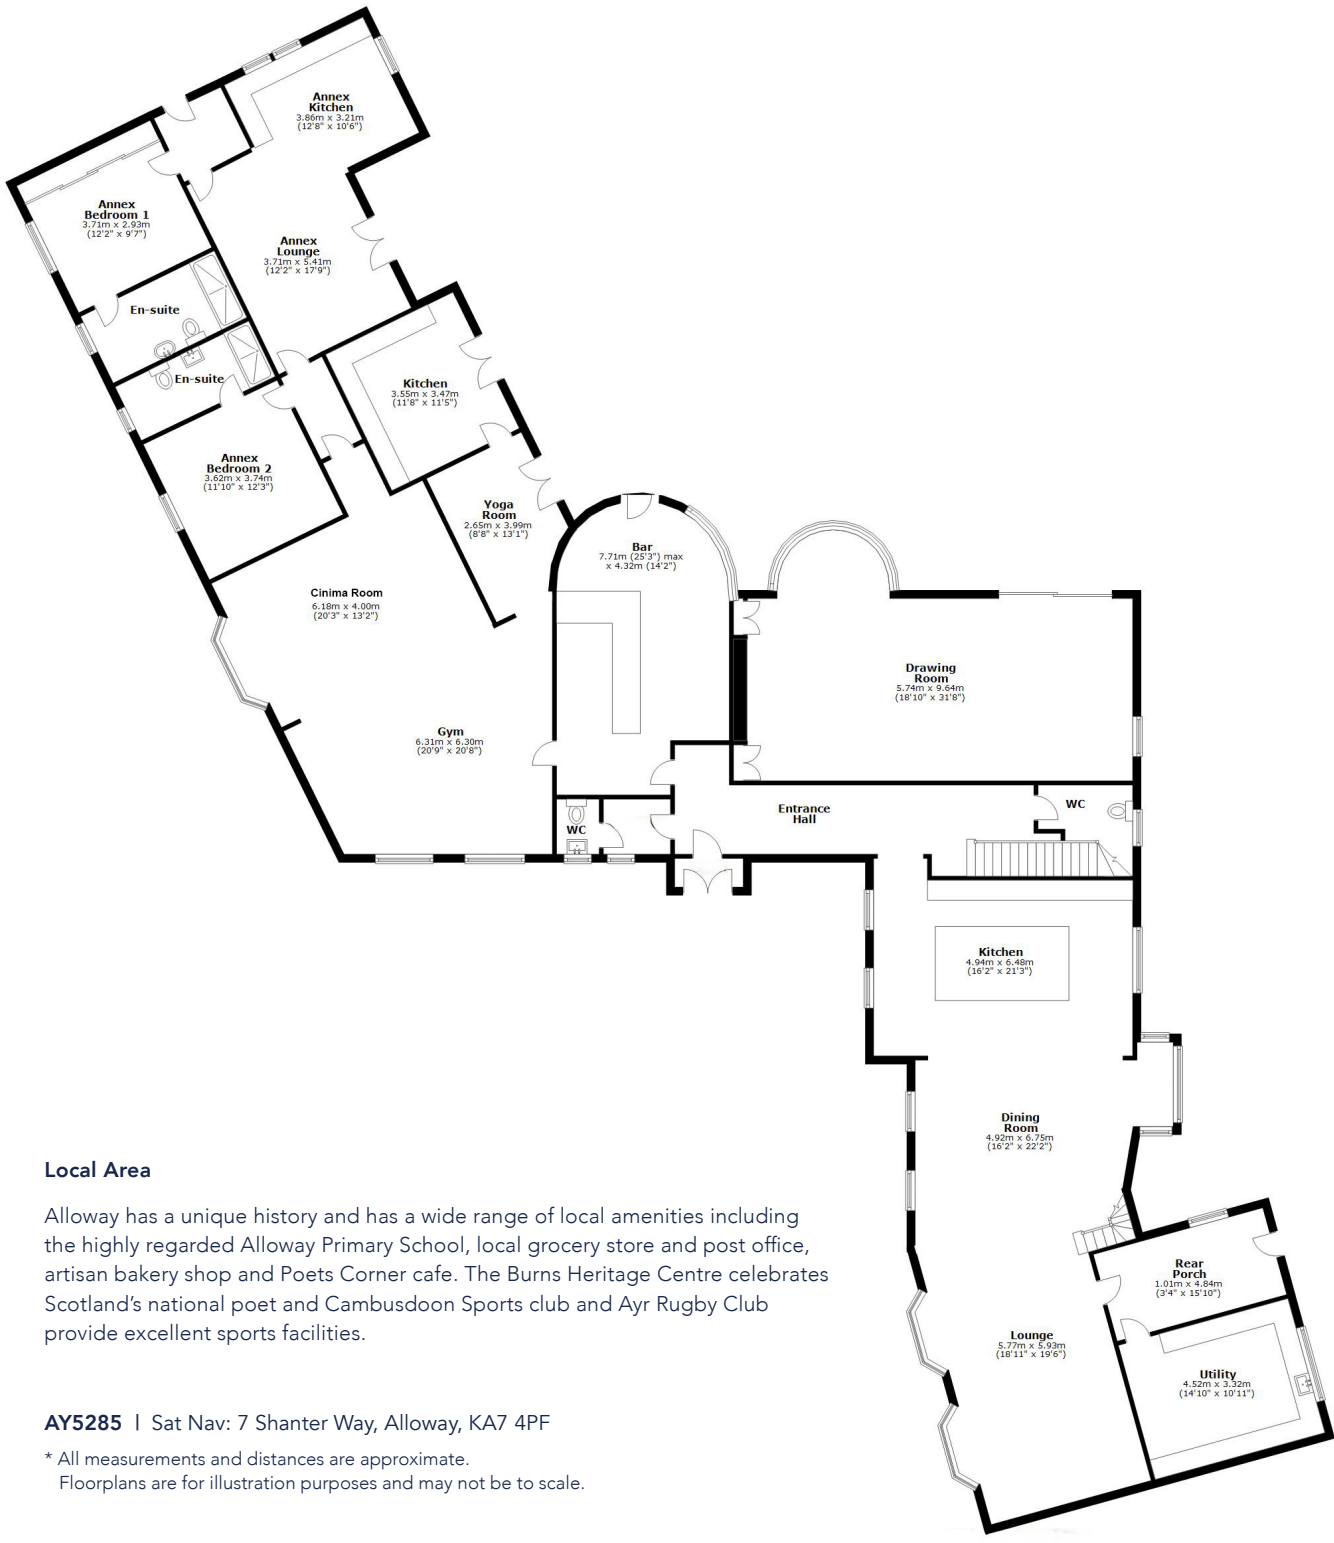 Annex
Kitchen
3.86m x 3.21m
(12'8" x 10'6")
Annex
Bedroom 1
3.71m x 2.93m
(12'2" x 9'7")
Annex
Lounge
3.71m x 5.41m
(12'2" x 17'9")
En-suite
En-suite
Kitchen
3.55m x 3.47m
(11'8" x 11'5")
Annex
Bedroom 2
3.62m x 3.74m
(11'10" x 12'3")
Yoga
Room
2.65m x 3.99m
(8'8" x 13'1")
Bar
7.71m (25'3") max
x 4.32m (14'2")
Cinima Room
6.18m x 4.00m
(20'3" x 13'2")
Drawing
Room
5.74m x 9.64m
(18'10" x 31'8")
Gym
6.31m x 6.30m
(20'9" x 20'8")
WC
Entrance
Hall
WC
Kitchen
4.94m x 6.48m
(16'2" x 21'3")
Dining
Room
4.92m x 6.75m
(16'2" x 22'2")
Rear
Porch
1.01m x 4.84m
(3'4" x 15'10")
Lounge
5.77m x 5.93m
(18'11" x 19'6")
Utility
4.52m x 3.32m
(14'10" x 10'11")
Local Area
Alloway has a unique history and has a wide range of local amenities including
the highly regarded Alloway Primary School, local grocery store and post office,
artisan bakery shop and Poets Corner cafe. The Burns Heritage Centre celebrates
Scotland's national poet and Cambusdoon Sports club and Ayr Rugby Club
provide excellent sports facilities.
AY5285 | Sat Nav: 7 Shanter Way, Alloway, KA7 4PF
* All measurements and distances are approximate.
Floorplans are for illustration purposes and may not be to scale.